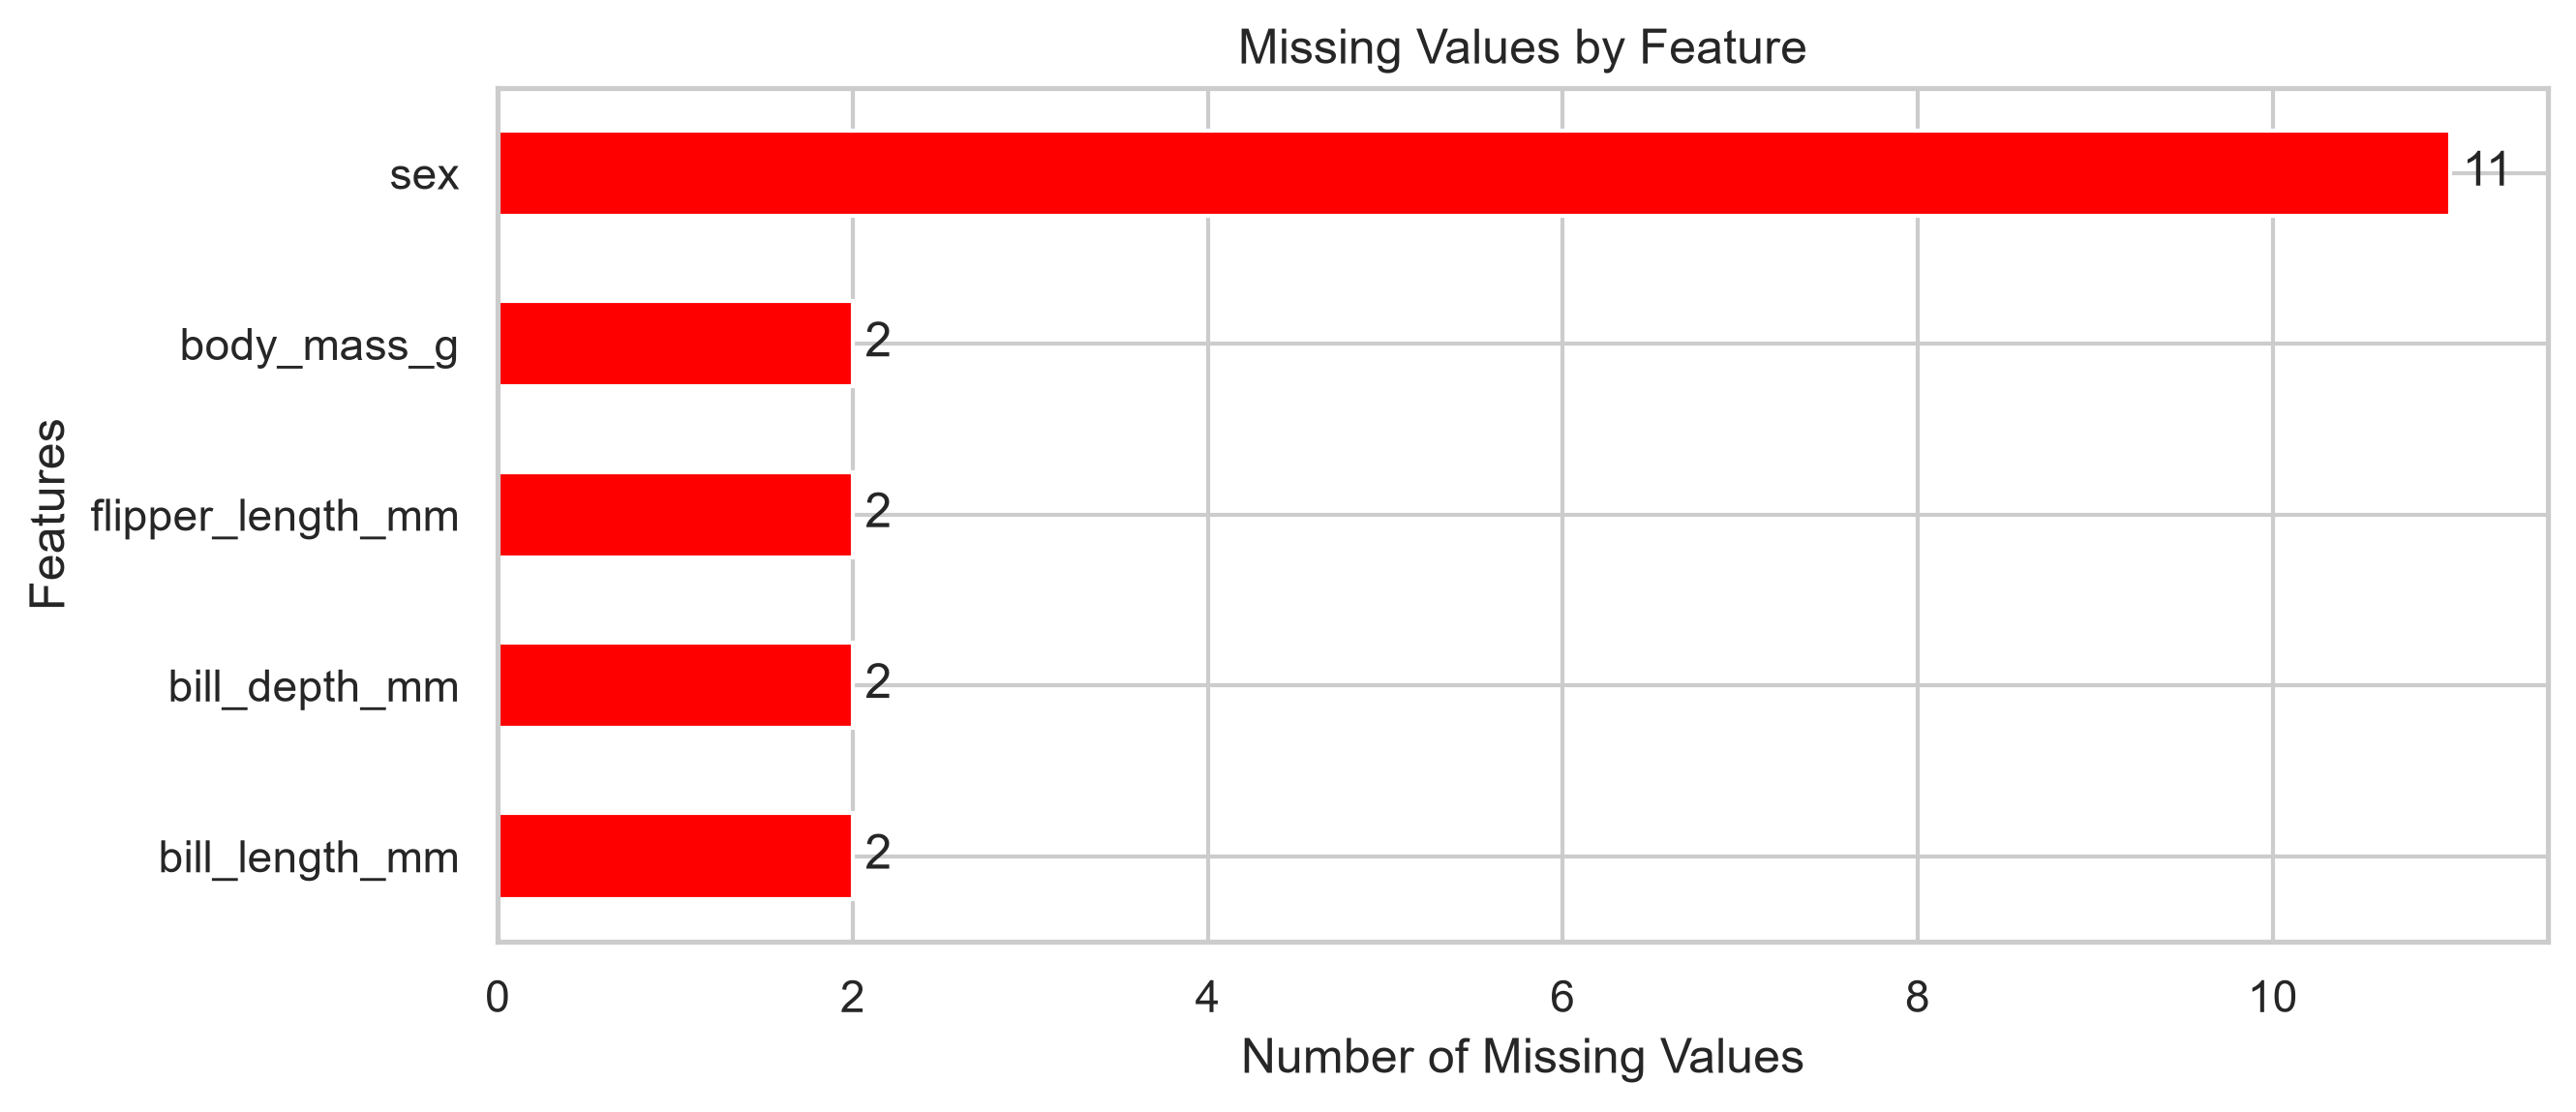 Missing Values by Feature
sex
11
body_mass_g
2
flipper_length_mm
2
bill_depth_mm
2
bill_length_mm
2
Features
0 2 4 6 8 10
Number of Missing Values